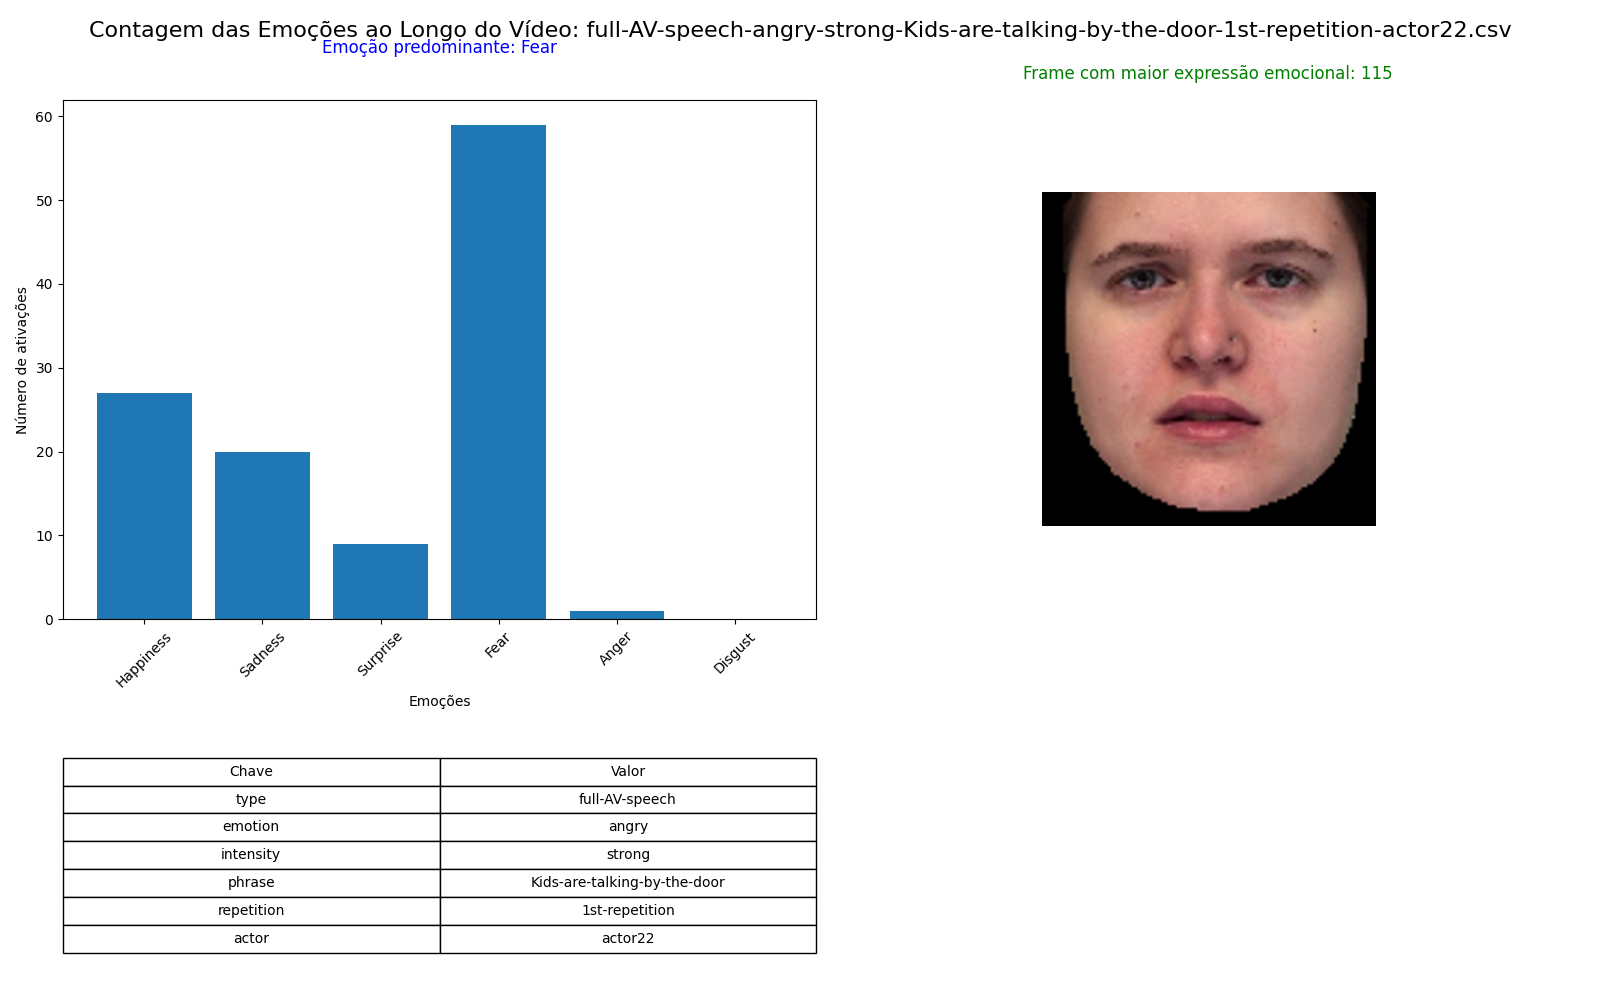 Contagem das Emoções ao Longo do Vídeo: full-AV-speech-angry-strong-Kids-are-talking-by-the-door-1st-repetition-actor22.csv
Emoção predominante: Fear
Frame com maior expressão emocional: 115
60
50
40
30
20
10
0
Número de ativações
Happiness
Sadness
Surprise
Fear
Anger
Disgust
Emoções
Chave Valor
type full-AV-speech
emotion angry
intensity strong
phrase Kids-are-talking-by-the-door
repetition 1st-repetition
actor actor22